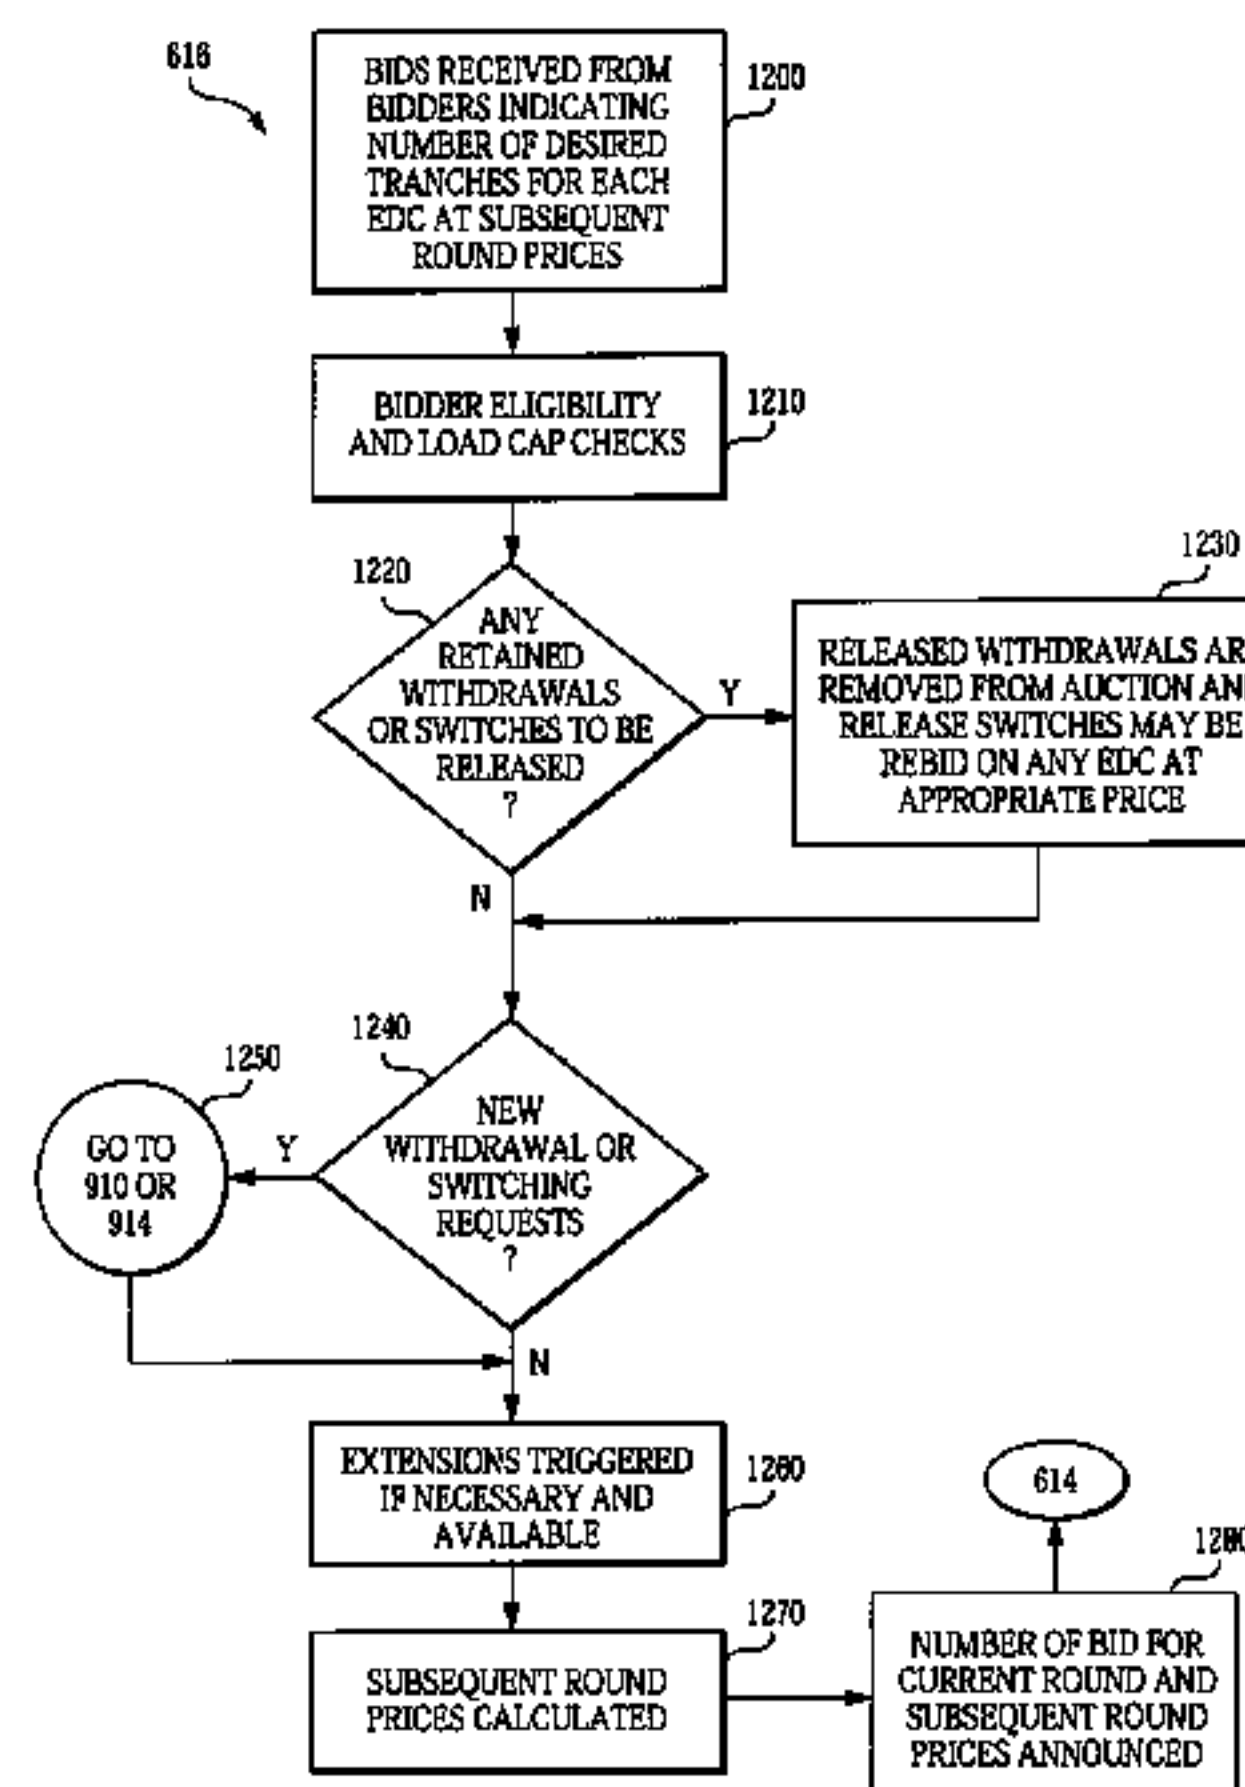 616
BIDS RECEIVED FROM
BIDDERS INDICATING
NUMBER OF DESIRED
TRANCHES FOR EACH
EDC AT SUBSEQUENT
ROUND PRICES
1200
BIDDER ELIGIBILITY
AND LOAD CAP CHECKS
1210
1220
ANY
RETAINED
WITHDRAWALS
OR SWITCHES TO BE
RELEASED
?
Y
N
1230
RELEASED WITHDRAWALS AR
REMOVED FROM AUCTION AN
RELEASE SWITCHES MAY BE
REBID ON ANY EDC AT
APPROPRIATE PRICE
1240
NEW
WITHDRAWAL OR
SWITCHING
REQUESTS
?
Y
N
1250
GO TO
910 OR
914
EXTENSIONS TRIGGERED
IF NECESSARY AND
AVAILABLE
1260
SUBSEQUENT ROUND
PRICES CALCULATED
1270
614
1280
NUMBER OF BID FOR
CURRENT ROUND AND
SUBSEQUENT ROUND
PRICES ANNOUNCED